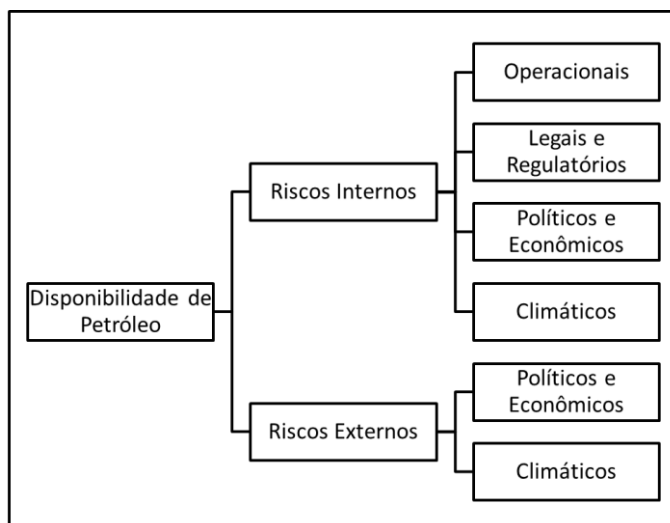 Operacionais
Legais e
Regulatórios
Riscos Internos
Políticos e
Econômicos
Disponibilidade de
Petróleo
Climáticos
Políticos e
Econômicos
Riscos Externos
Climáticos